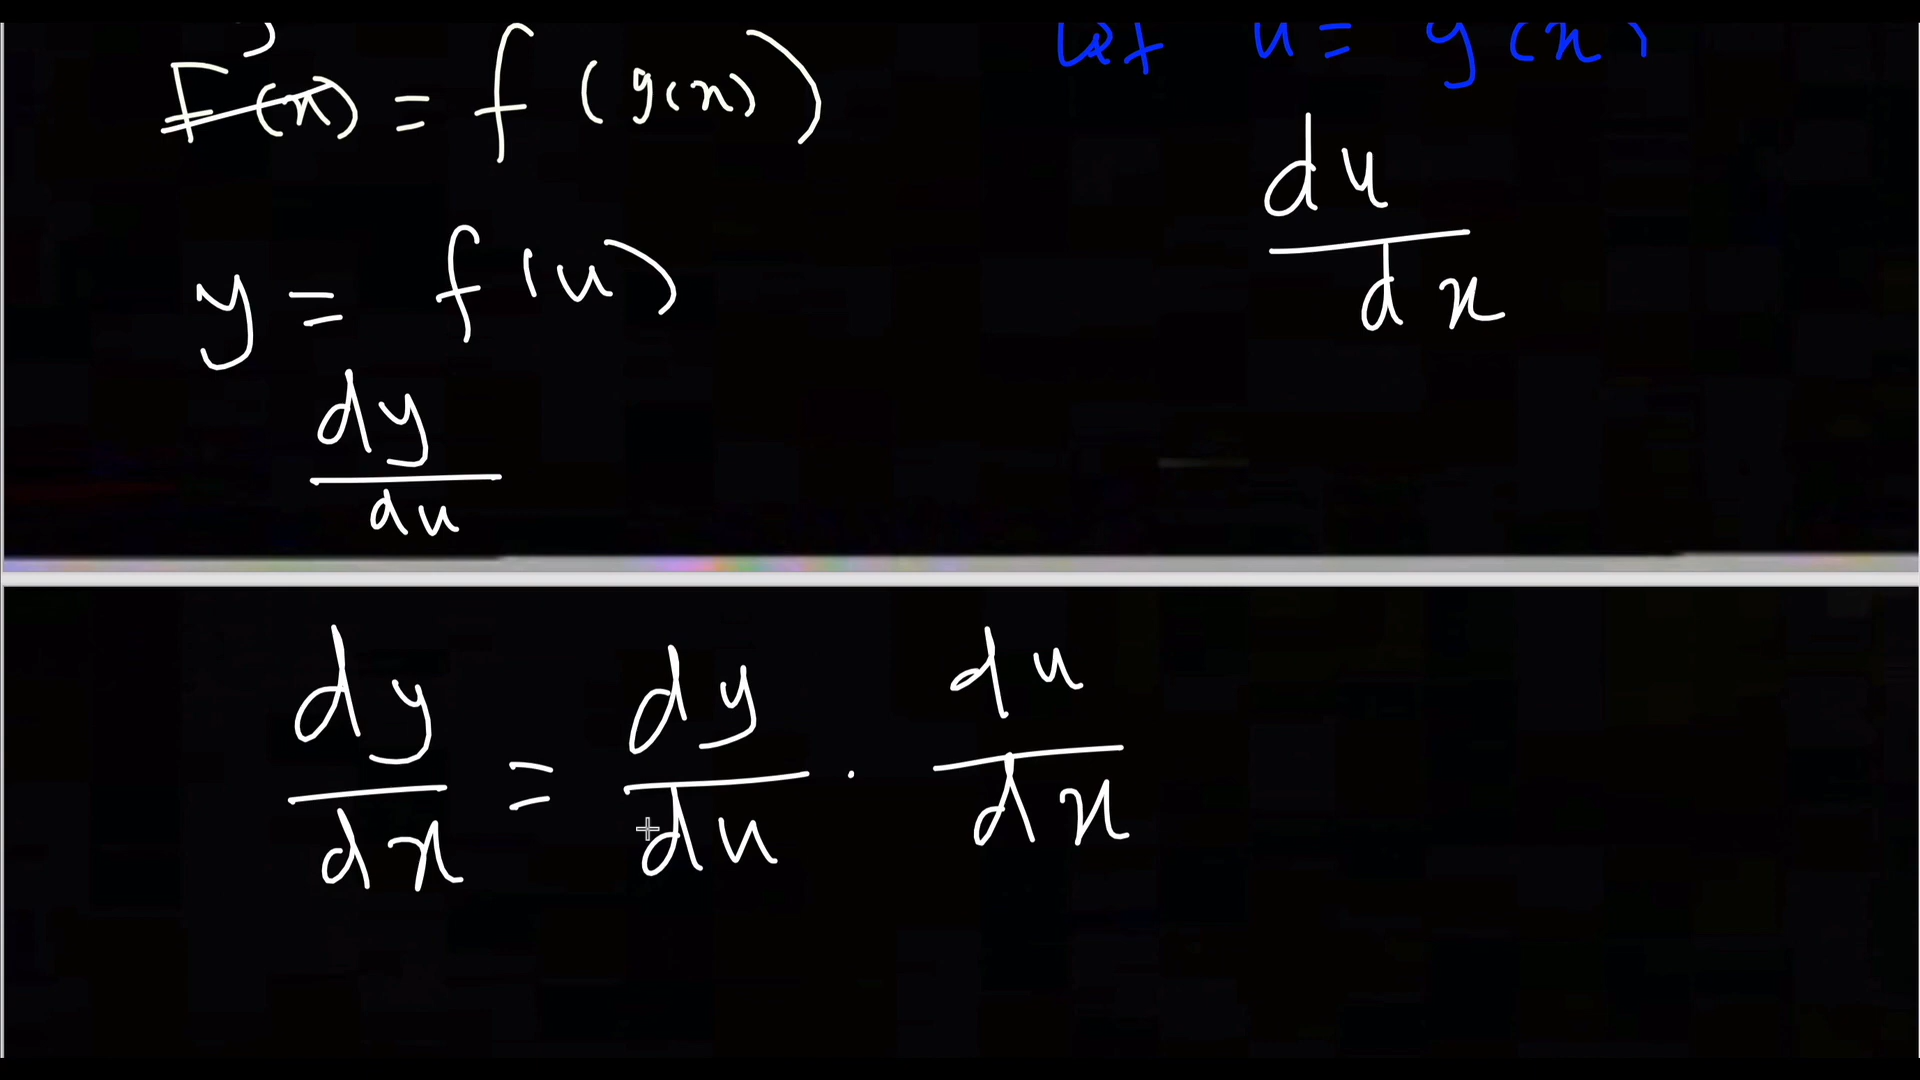 y
F(x) = f(g(x))
let u = g(x)
du/dx
y = f(u)
dy/du
dy/dx = dy/du · du/dx